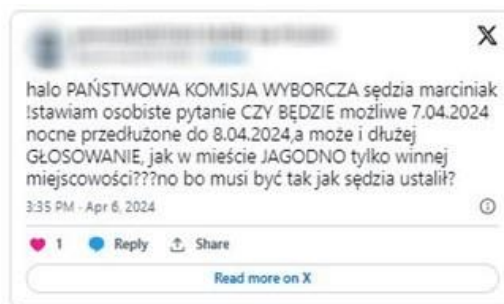 X
halo PAŃSTWOWA KOMISJA WYBORCZA sędzia marciniak
!stawiam osobiste pytanie CZY BĘDZIE możliwe 7.04.2024
nocne przedłużone do 8.04.2024,a może i dłużej
GŁOSOWANIE, jak w mieście JAGODNO tylko winnej
miejscowości???no bo musi być tak jak sędzia ustalił?
3:35 PM · Apr 6, 2024
1 Reply Share
Read more on X